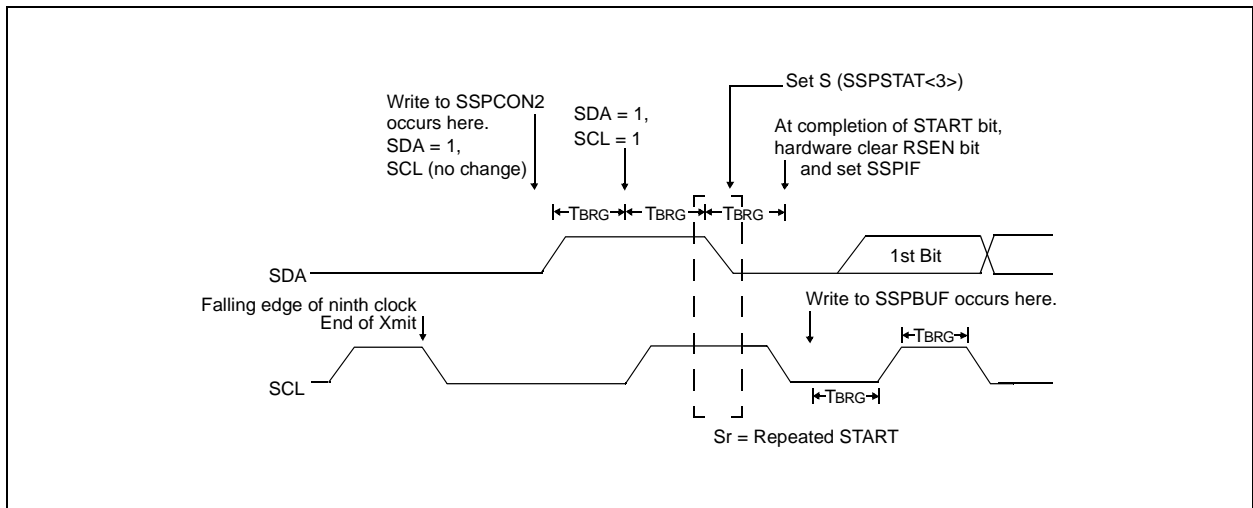 Set S (SSPSTAT<3>)
Write to SSPCON2
occurs here.
SDA = 1,
SCL (no change)
SDA = 1,
SCL = 1
At completion of START bit,
hardware clear RSEN bit
and set SSPIF
TBRG
TBRG
TBRG
SDA
1st Bit
Falling edge of ninth clock
End of Xmit
Write to SSPBUF occurs here.
TBRG
SCL
TBRG
Sr = Repeated START